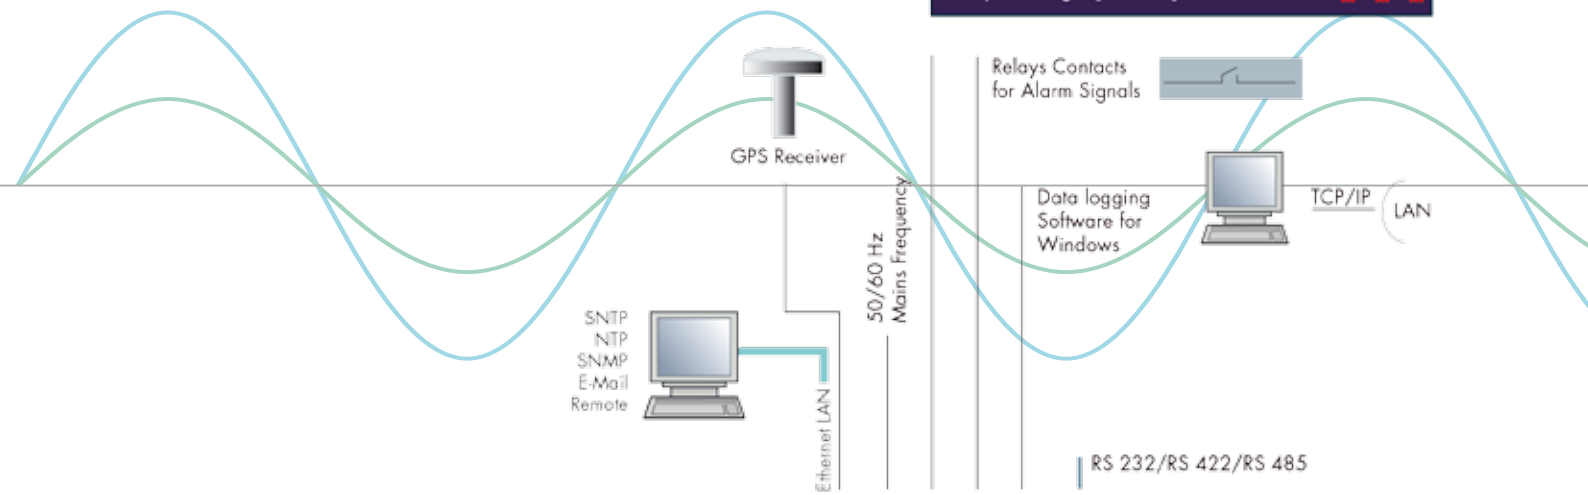 Relays Contacts
for Alarm Signals
GPS Receiver
Data logging
Software for
Windows
TCP/IP
LAN
50/60 Hz
Mains Frequency
SNTP
NTP
SNMP
E-Mail
Remote
Ethernet LAN
RS 232/RS 422/RS 485